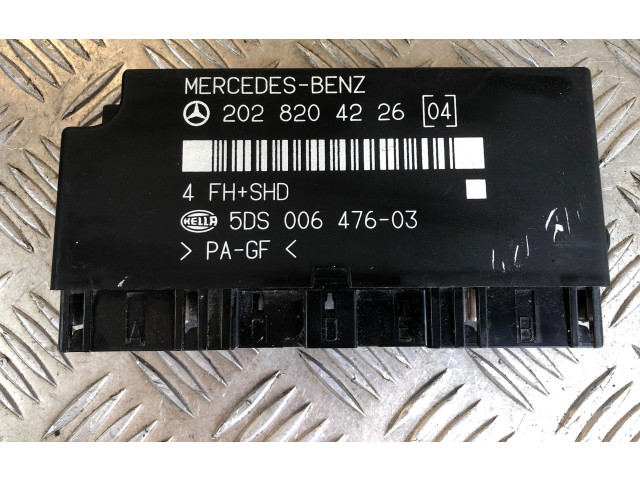 MERCEDES-BENZ
202 820 42 26 [04]
4 FH+SHD
HELLA 5DS 006 476-03
> PA-GF <
A C D E B